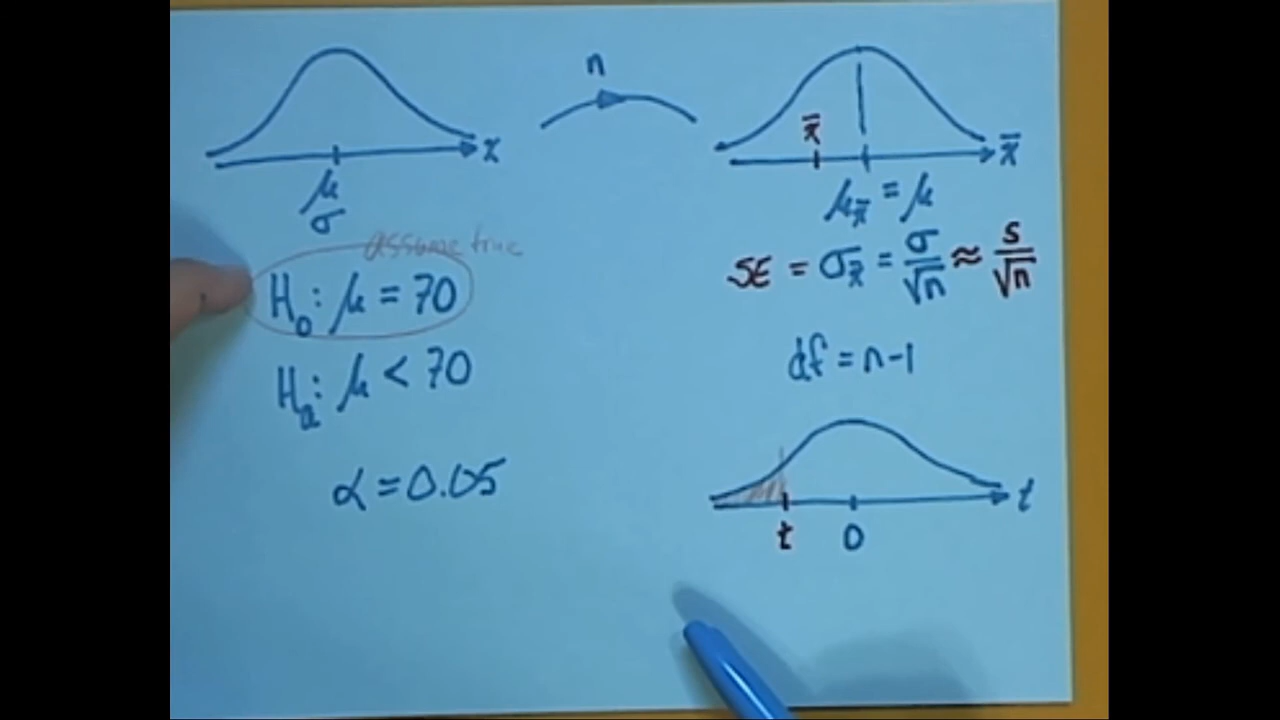 n
x
x̄
x̄
μ
σ
μx̄ = μ
assume true
SE = σx̄ = σ/√n ≈ s/√n
H₀: μ = 70
Hₐ: μ < 70
df = n-1
α = 0.05
t
t
0